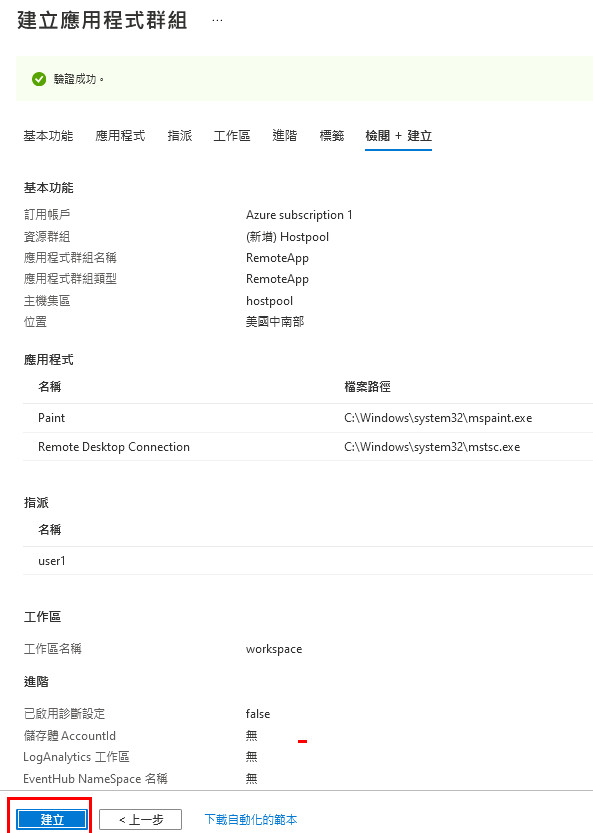 建立應用程式群組 ...
驗證成功。
基本功能 應用程式 指派 工作區 進階 標籤 檢閱 + 建立
基本功能
訂用帳戶 Azure subscription 1
資源群組 (新增) Hostpool
應用程式群組名稱 RemoteApp
應用程式群組類型 RemoteApp
主機集區 hostpool
位置 美國中南部
應用程式
名稱 檔案路徑
Paint C:\Windows\system32\mspaint.exe
Remote Desktop Connection C:\Windows\system32\mstsc.exe
指派
名稱
user1
工作區
工作區名稱 workspace
進階
已啟用診斷設定 false
儲存體 AccountId 無
LogAnalytics 工作區 無
EventHub NameSpace 名稱 無
建立 < 上一步 下載自動化的範本